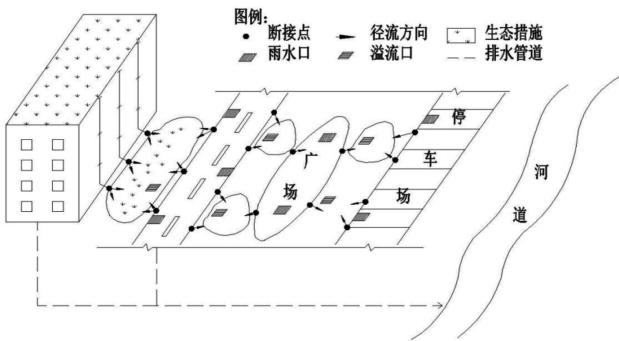 图例:
断接点 径流方向 生态措施
雨水口 溢流口 排水管道
停
车
场
广
场
河
道